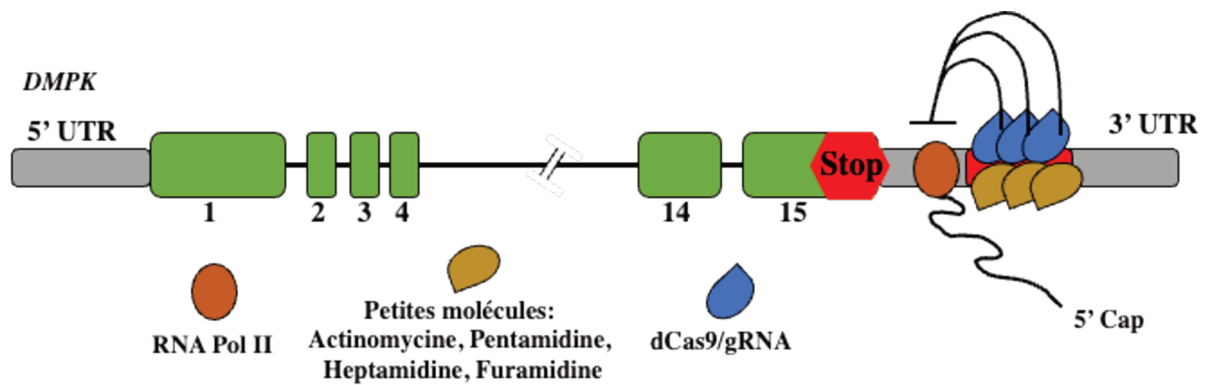 DMPK
5’ UTR
3’ UTR
Stop
1
2
3
4
14
15
5’ Cap
RNA Pol II
Petites molécules:
Actinomycine, Pentamidine,
Heptamidine, Furamidine
dCas9/gRNA